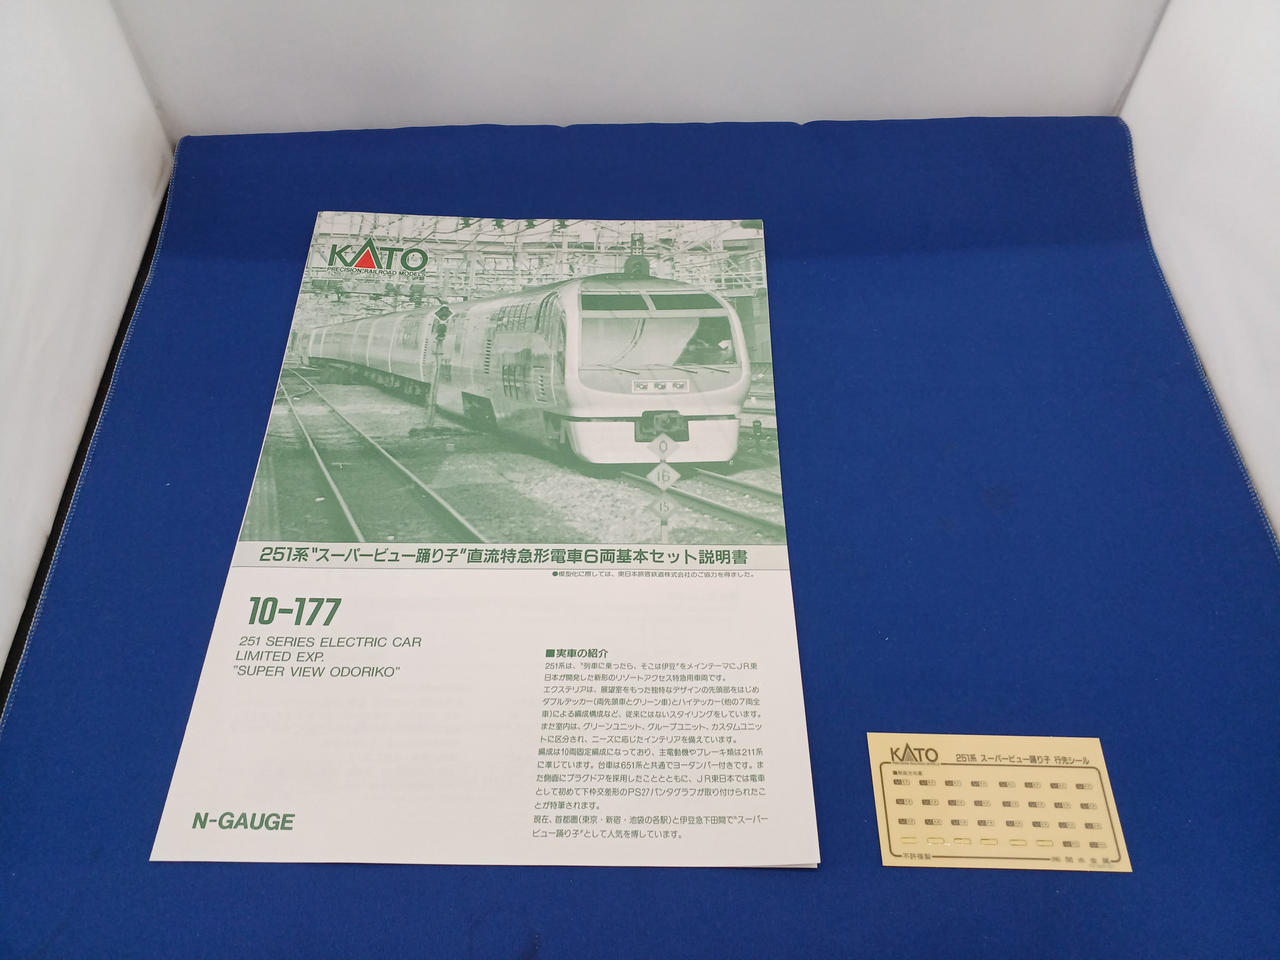 KATO
PRECISION RAILROAD MODELS
0
16
15
251系"スーパービュー踊り子"直流特急形電車6両基本セット説明書
●模型化に際しては、東日本旅客鉄道株式会社のご協力を得ました。
10-177
251 SERIES ELECTRIC CAR
LIMITED EXP.
"SUPER VIEW ODORIKO"
■実車の紹介
251系は、"列車に乗ったら、そこは伊豆"をメインテーマにJR東
日本が開発した新形のリゾートアクセス特急用車両です。
エクステリアは、展望室をもった独特なデザインの先頭部をはじめ
ダブルデッカー(両先頭車とグリーン車)とハイデッカー(他の7両全
車)による編成構成など、従来にはないスタイリングをしています。
また室内は、グリーンユニット、グループユニット、カスタムユニッ
トに区分され、ニーズに応じたインテリアを備えています。
編成は10両固定編成になっており、主電動機やブレーキ類は211系
に準じています。台車は651系と共通でヨーダンパー付きです。ま
た側面にプラグドアを採用したこととともに、JR東日本では電車
として初めて下枠交差形のPS27パンタグラフが取り付けられたこ
とが特筆されます。
現在、首都圏(東京・新宿・池袋の各駅)と伊豆急下田間で"スーパー
ビュー踊り子"として人気を博しています。
N-GAUGE
KATO
PRECISION RAILROAD MODELS
251系 スーパービュー踊り子 行先シール
不許複製
㈱ 関水金属